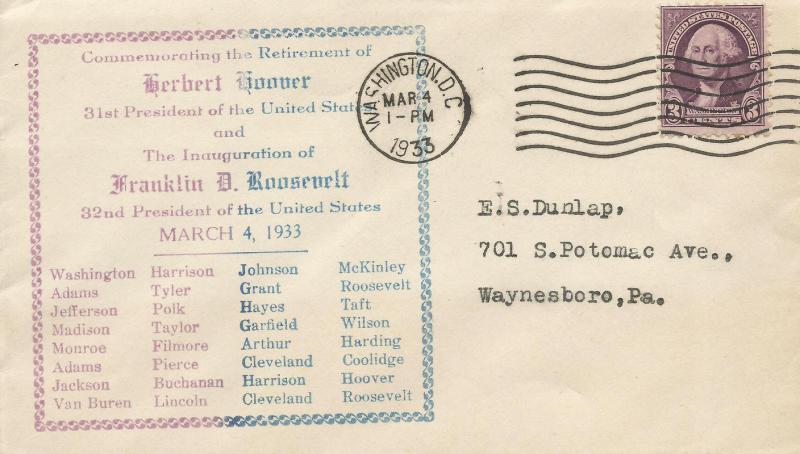 Commemorating the Retirement of
Herbert Hoover
31st President of the United States
and
The Inauguration of
Franklin D. Roosevelt
32nd President of the United States
MARCH 4, 1933
Washington Harrison Johnson McKinley
Adams Tyler Grant Roosevelt
Jefferson Polk Hayes Taft
Madison Taylor Garfield Wilson
Monroe Filmore Arthur Harding
Adams Pierce Cleveland Coolidge
Jackson Buchanan Harrison Hoover
Van Buren Lincoln Cleveland Roosevelt
WASHINGTON, D.C.
MAR 4
1-PM
1933
UNITED STATES POSTAGE
3 CENTS 3
E.S.Dunlap,
701 S.Potomac Ave.,
Waynesboro,Pa.